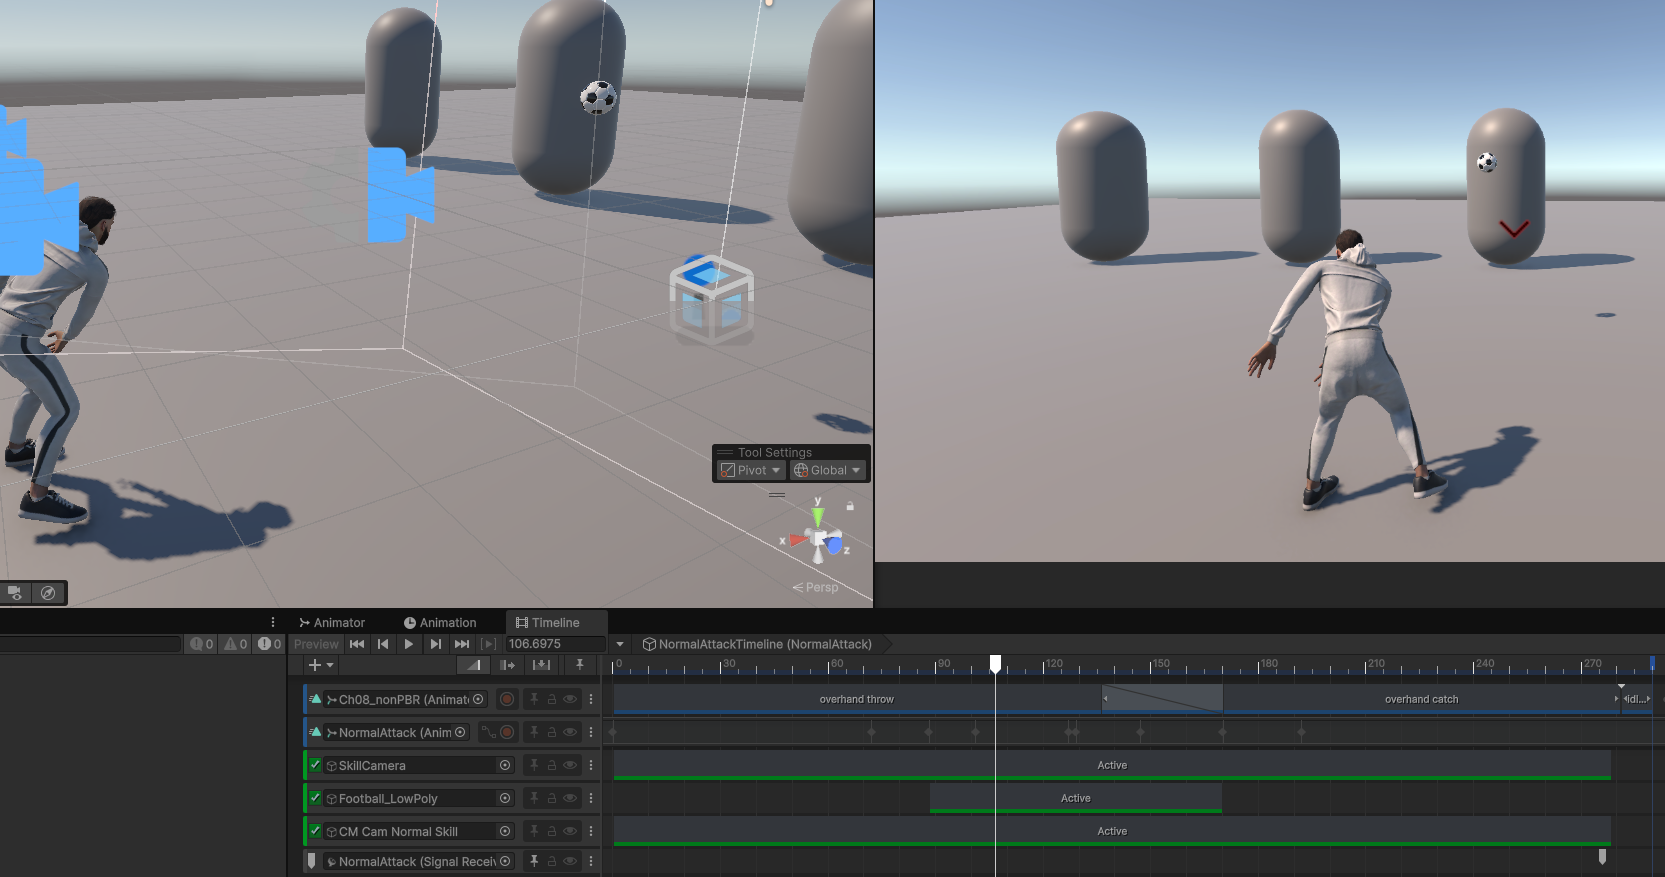 Tool Settings
Pivot
Global
y
x
z
Persp
Animator
Animation
Timeline
0
0
0
Preview
106.6975
NormalAttackTimeline (NormalAttack)
0
30
60
90
120
150
180
210
240
270
Ch08_nonPBR (Animat
overhand throw
overhand catch
idl...
NormalAttack (Anim
SkillCamera
Active
Football_LowPoly
Active
CM Cam Normal Skill
Active
NormalAttack (Signal Recei